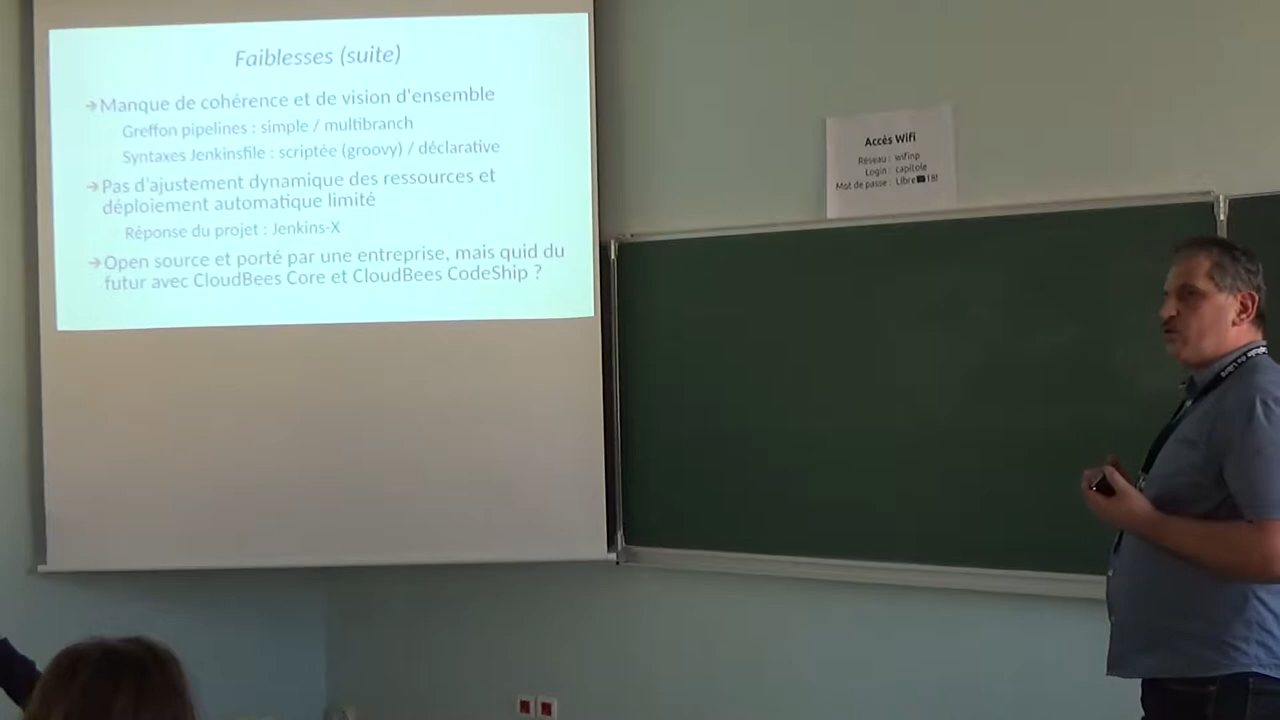 Faiblesses (suite)
Manque de cohérence et de vision d'ensemble
Greffon pipelines : simple / multibranch
Syntaxes Jenkinsfile : scriptée (groovy) / déclarative
Pas d'ajustement dynamique des ressources et
déploiement automatique limité
Réponse du projet : Jenkins-X
Open source et porté par une entreprise, mais quid du
futur avec CloudBees Core et CloudBees CodeShip ?
Accès Wifi
Réseau : wifinp
Login : capitole
Mot de passe :